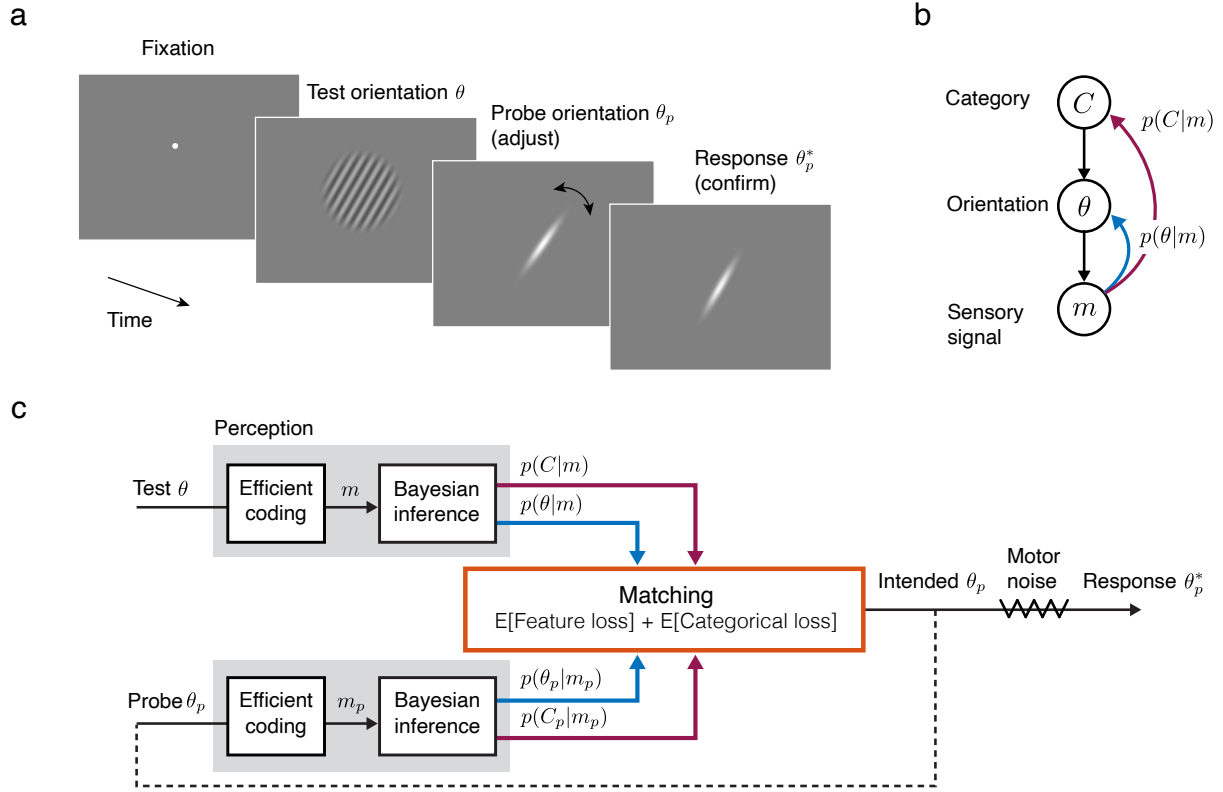 a
Fixation
Test orientation θ
Probe orientation θ_p
(adjust)
Response θ_p^*
(confirm)
Time
b
Category
C
p(C|m)
Orientation
θ
p(θ|m)
Sensory
signal
m
c
Perception
Test θ
Efficient
coding
m
Bayesian
inference
p(C|m)
p(θ|m)
Matching
E[Feature loss] + E[Categorical loss]
Intended θ_p
Motor
noise
Response θ_p^*
Probe θ_p
Efficient
coding
m_p
Bayesian
inference
p(θ_p|m_p)
p(C_p|m_p)